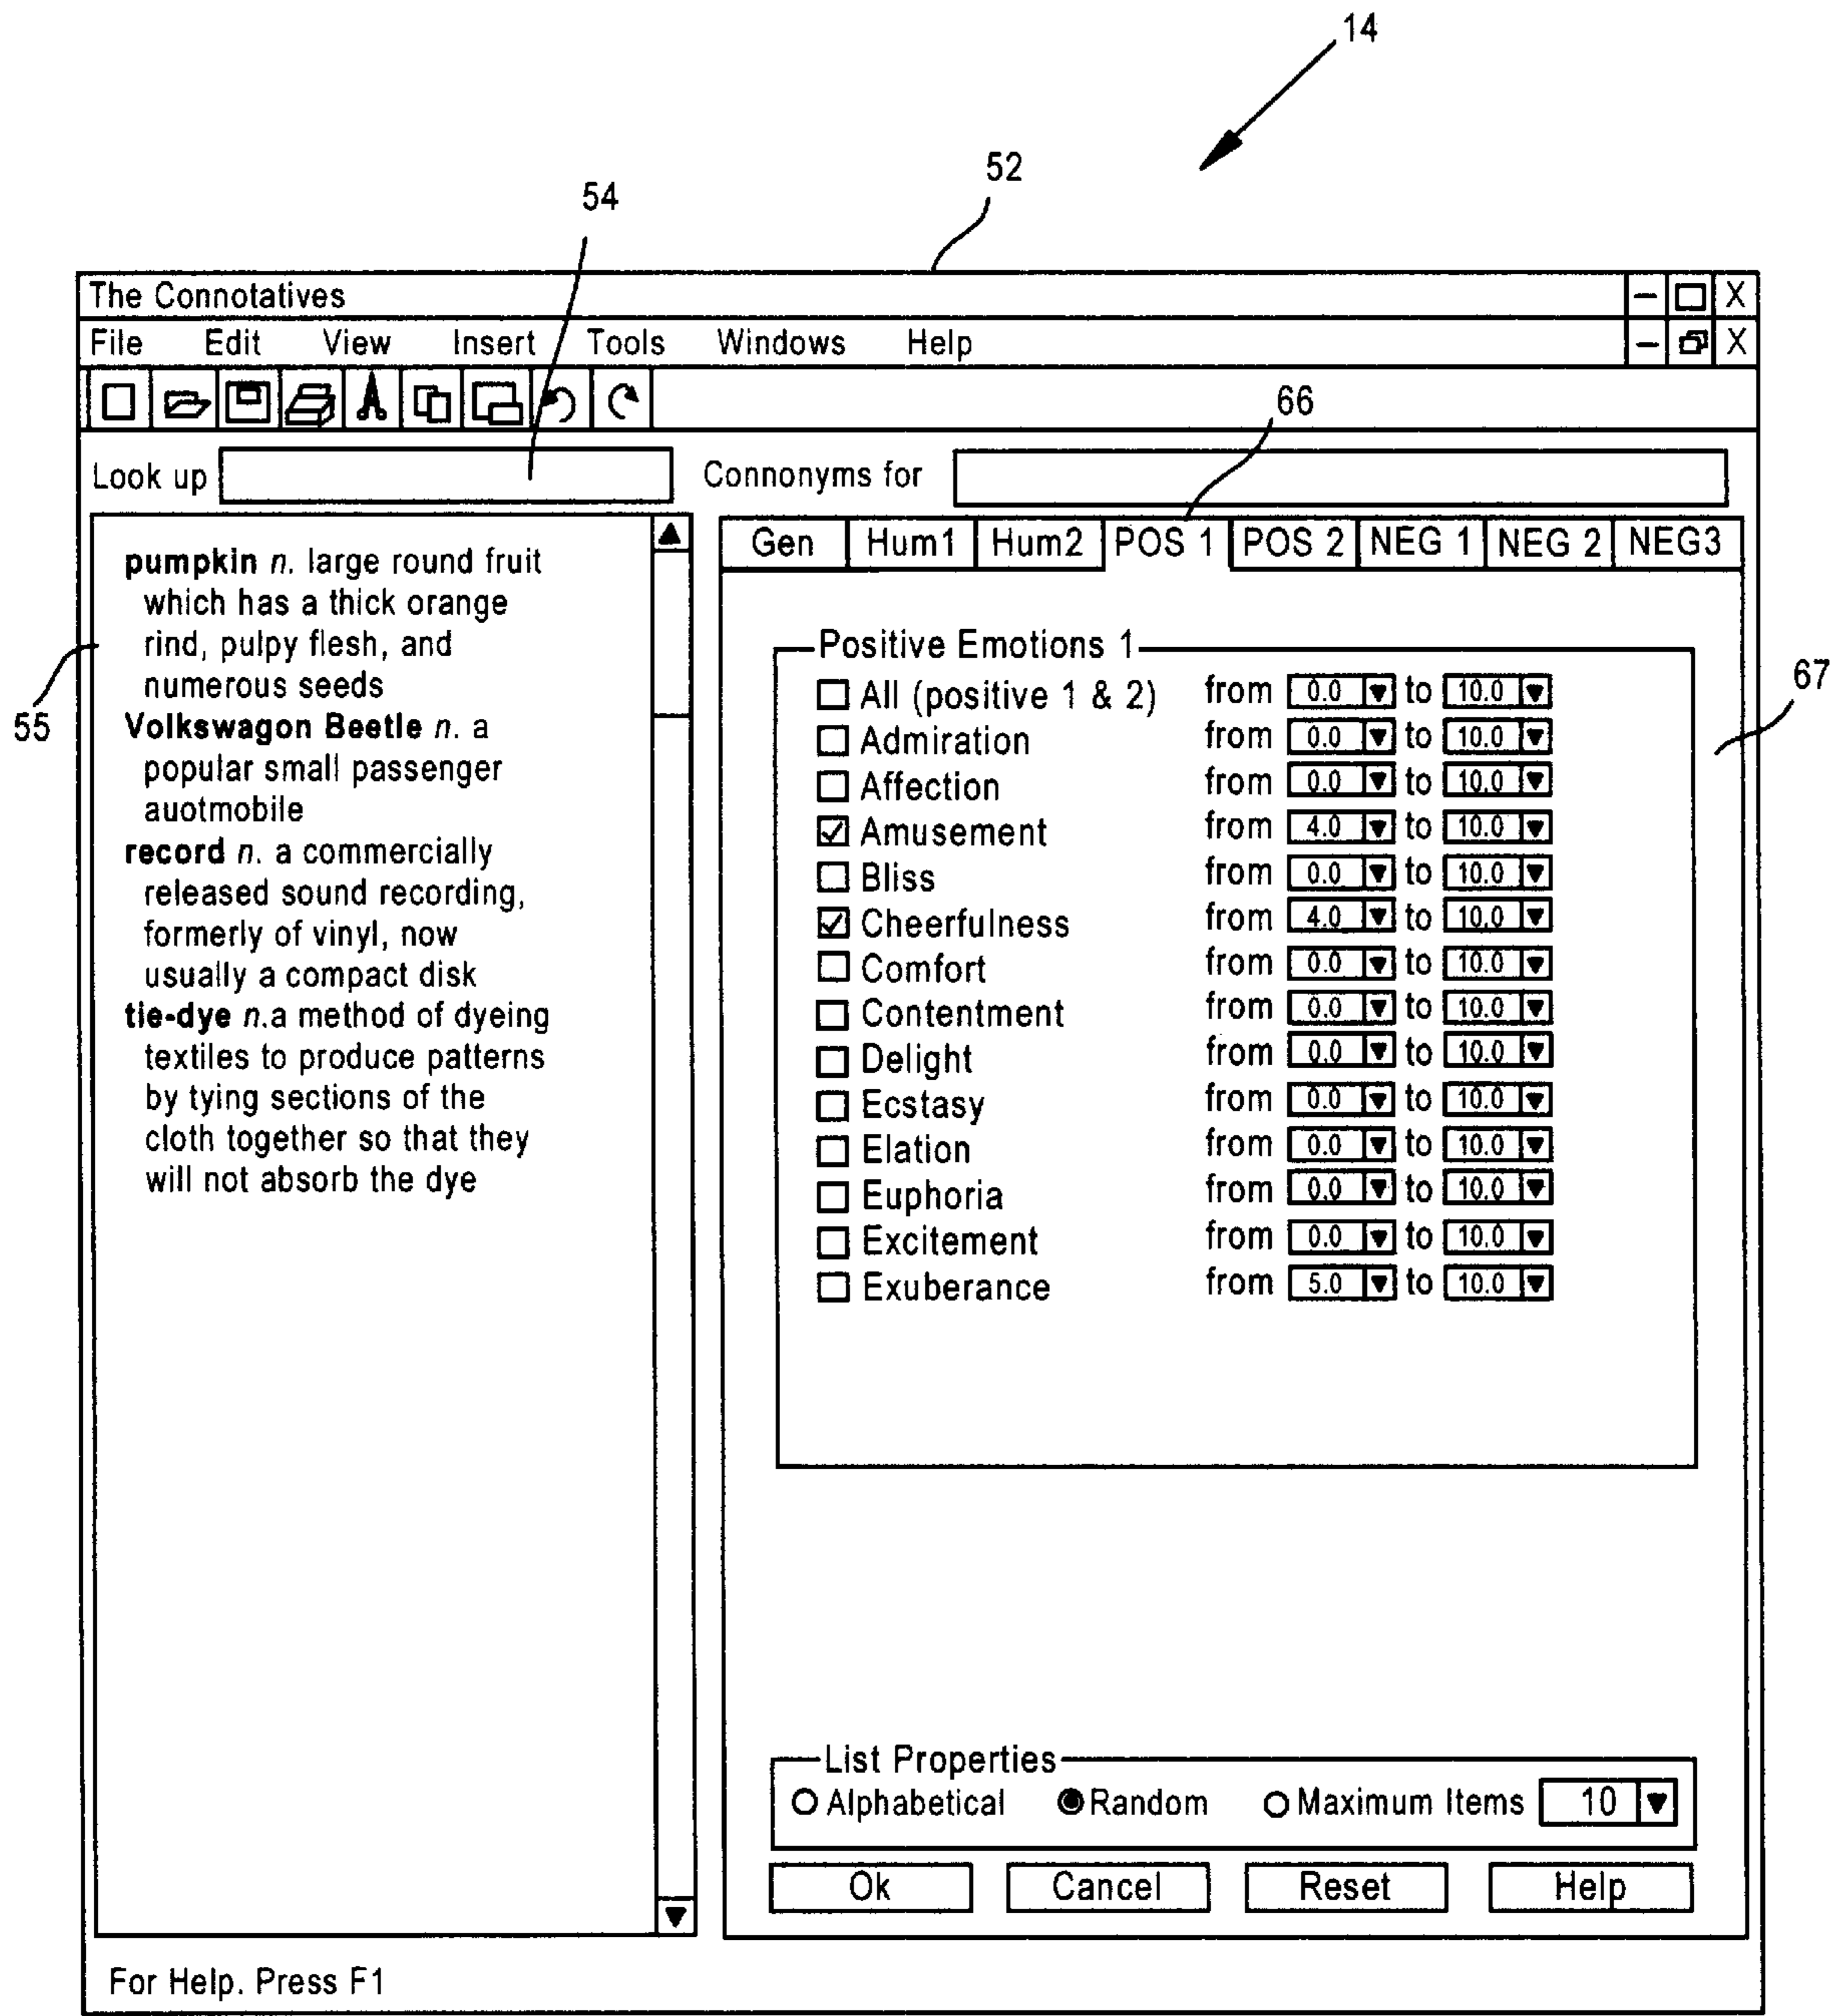 14
52
54
The Connotatives
X
File Edit View Insert Tools Windows Help
X
66
Look up
Connonyms for
Gen Hum1 Hum2 POS 1 POS 2 NEG 1 NEG 2 NEG3
pumpkin n. large round fruit
which has a thick orange
rind, pulpy flesh, and
numerous seeds
Volkswagon Beetle n. a
popular small passenger
auotmobile
record n. a commercially
released sound recording,
formerly of vinyl, now
usually a compact disk
tie-dye n.a method of dyeing
textiles to produce patterns
by tying sections of the
cloth together so that they
will not absorb the dye
55
Positive Emotions 1
All (positive 1 & 2) from 0.0 to 10.0
Admiration from 0.0 to 10.0
Affection from 0.0 to 10.0
Amusement from 4.0 to 10.0
Bliss from 0.0 to 10.0
Cheerfulness from 4.0 to 10.0
Comfort from 0.0 to 10.0
Contentment from 0.0 to 10.0
Delight from 0.0 to 10.0
Ecstasy from 0.0 to 10.0
Elation from 0.0 to 10.0
Euphoria from 0.0 to 10.0
Excitement from 0.0 to 10.0
Exuberance from 5.0 to 10.0
67
List Properties
Alphabetical Random Maximum Items 10
Ok Cancel Reset Help
For Help. Press F1